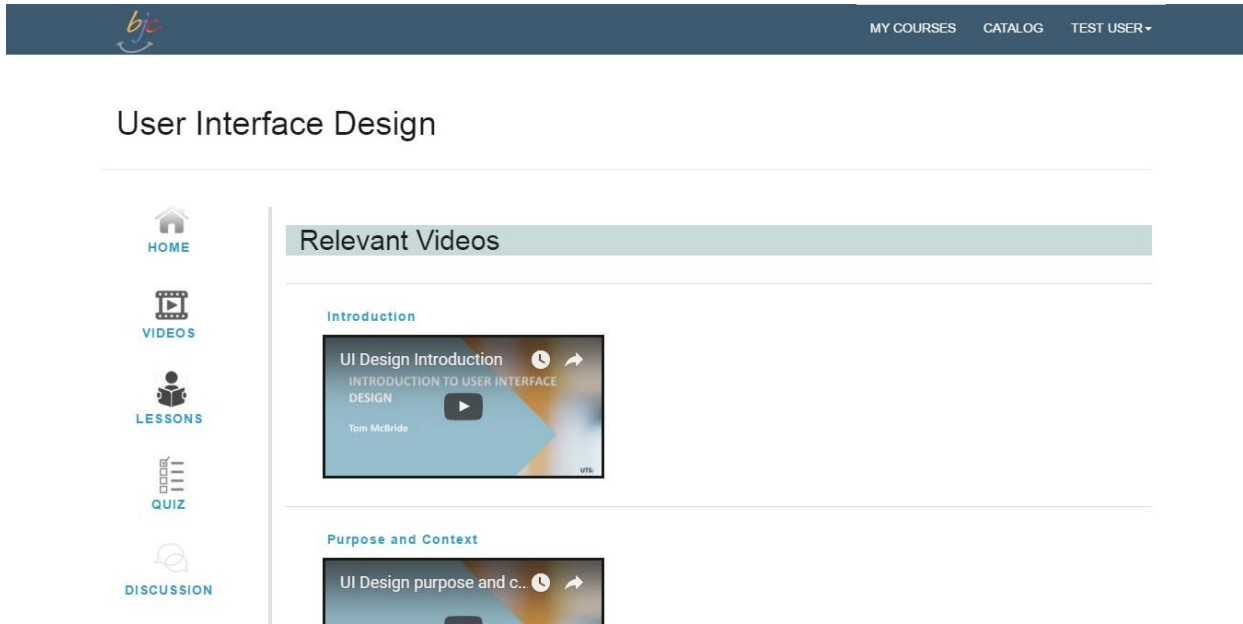 bjc
MY COURSES CATALOG TEST USER
User Interface Design
HOME
VIDEOS
LESSONS
QUIZ
DISCUSSION
Relevant Videos
Introduction
UI Design Introduction
INTRODUCTION TO USER INTERFACE
DESIGN
Tom McBride
UTS:
Purpose and Context
UI Design purpose and c...